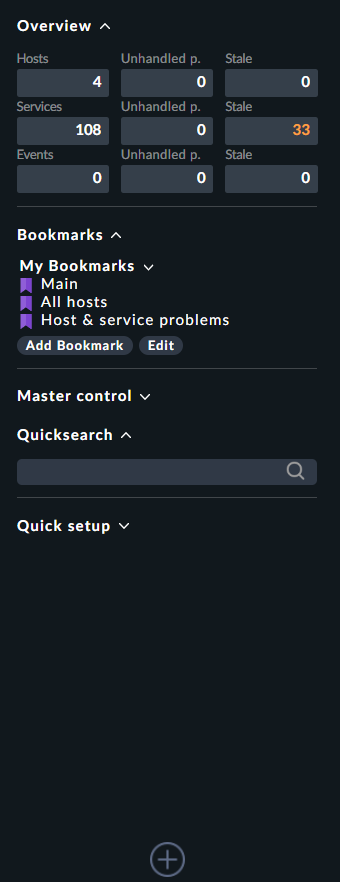 Overview
Hosts Unhandled p. Stale
4 0 0
Services Unhandled p. Stale
108 0 33
Events Unhandled p. Stale
0 0 0
Bookmarks
My Bookmarks
Main
All hosts
Host & service problems
Add Bookmark Edit
Master control
Quicksearch
Quick setup